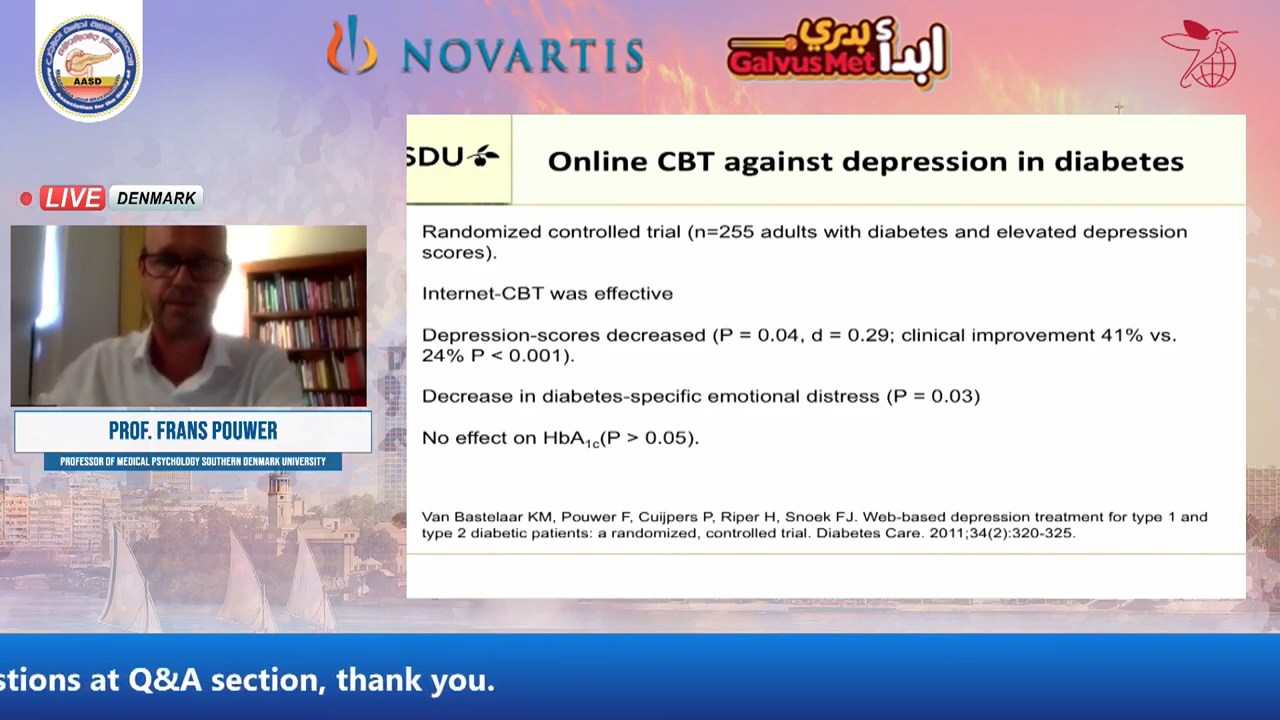 AASD
NOVARTIS
ابدأ بدري
GalvusMet
SDU
Online CBT against depression in diabetes
LIVE
DENMARK
Randomized controlled trial (n=255 adults with diabetes and elevated depression
scores).
Internet-CBT was effective
Depression-scores decreased (P = 0.04, d = 0.29; clinical improvement 41% vs.
24% P < 0.001).
Decrease in diabetes-specific emotional distress (P = 0.03)
No effect on HbA1c(P > 0.05).
Van Bastelaar KM, Pouwer F, Cuijpers P, Riper H, Snoek FJ. Web-based depression treatment for type 1 and
type 2 diabetic patients: a randomized, controlled trial. Diabetes Care. 2011;34(2):320-325.
PROF. FRANS POUWER
PROFESSOR OF MEDICAL PSYCHOLOGY SOUTHERN DENMARK UNIVERSITY
stions at Q&A section, thank you.